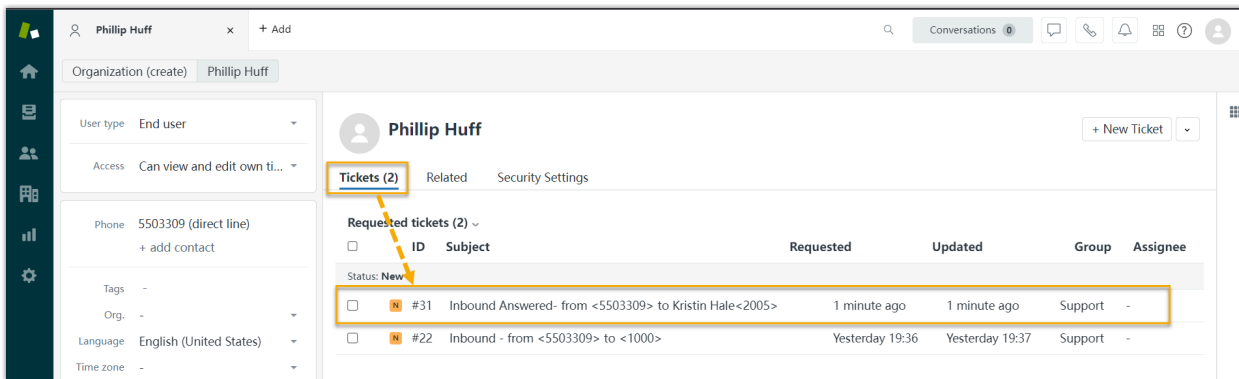 Phillip Huff x + Add Conversations 0
Organization (create) Phillip Huff
User type End user
Access Can view and edit own ti...
Phone 5503309 (direct line)
+ add contact
Tags -
Org. -
Language English (United States)
Time zone -
Phillip Huff + New Ticket
Tickets (2) Related Security Settings
Requested tickets (2)
ID Subject Requested Updated Group Assignee
Status: New
N #31 Inbound Answered- from <5503309> to Kristin Hale<2005> 1 minute ago 1 minute ago Support -
N #22 Inbound - from <5503309> to <1000> Yesterday 19:36 Yesterday 19:37 Support -